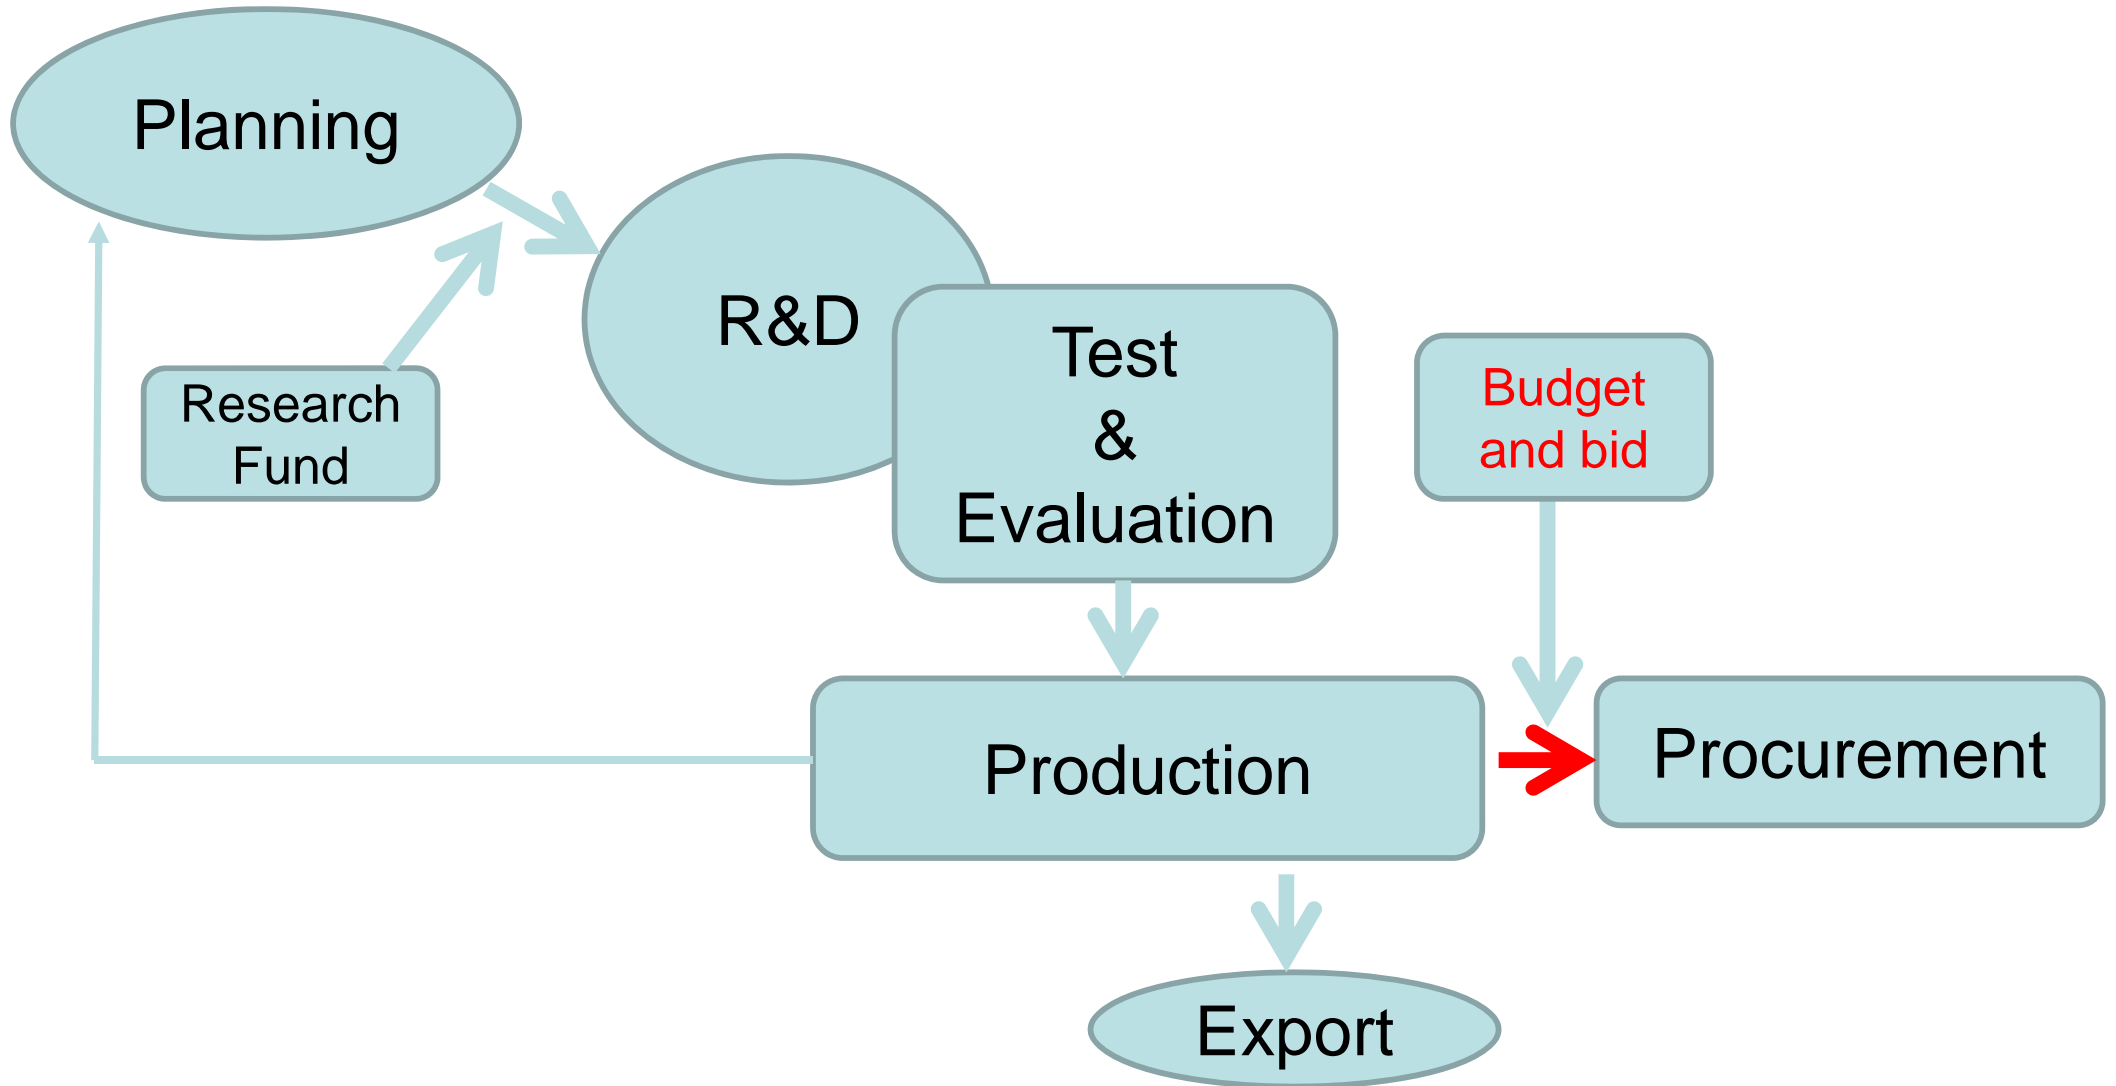 Planning
R&D
Test
&
Evaluation
Research
Fund
Budget
and bid
Production
Procurement
Export